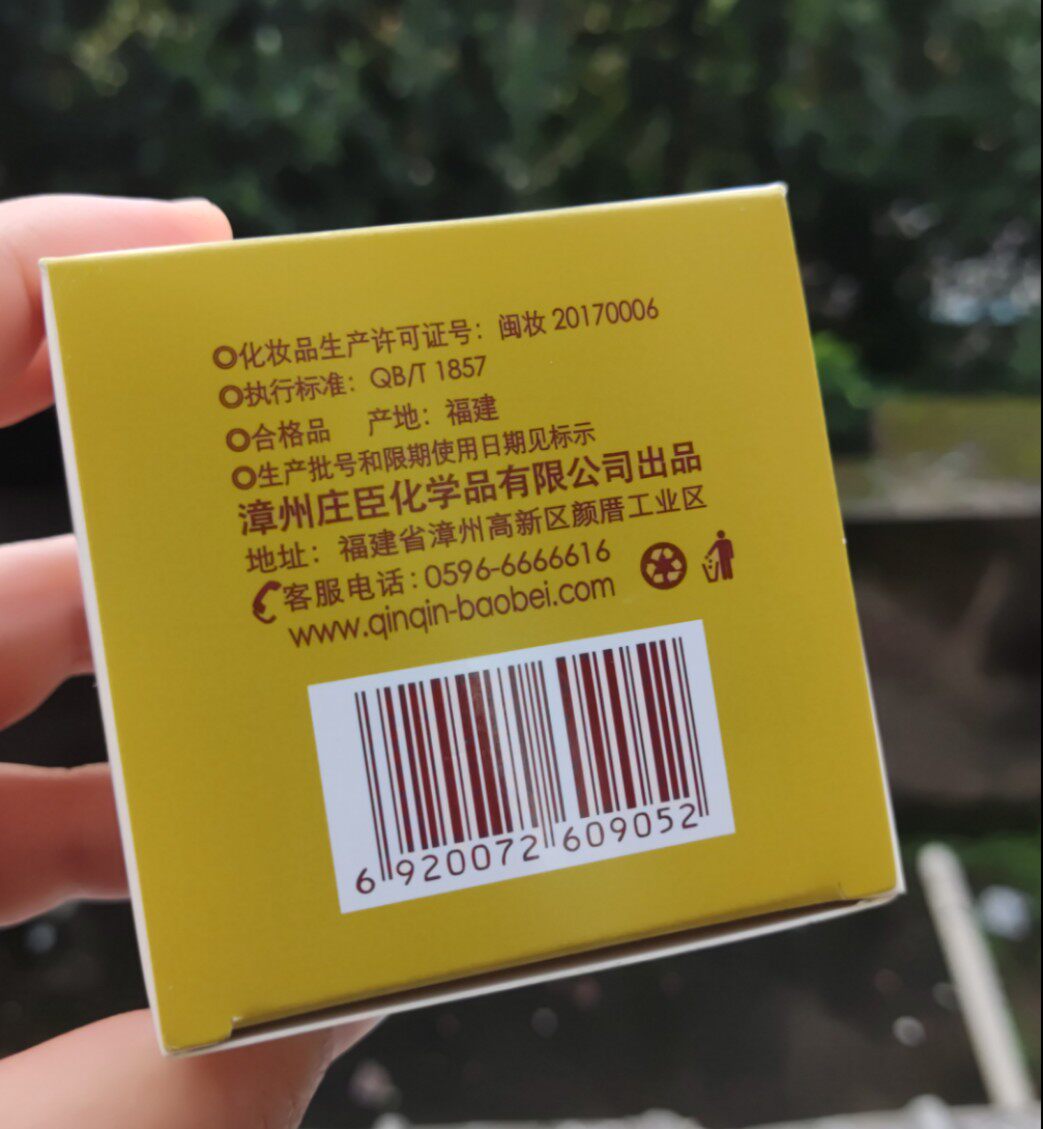 化妆品生产许可证号：闽妆 20170006
执行标准：QB/T 1857
合格品 产地：福建
生产批号和限期使用日期见标示
漳州庄臣化学品有限公司出品
地址：福建省漳州高新区颜厝工业区
客服电话：0596-6666616
www.qinqin-baobei.com
6 920072 609052